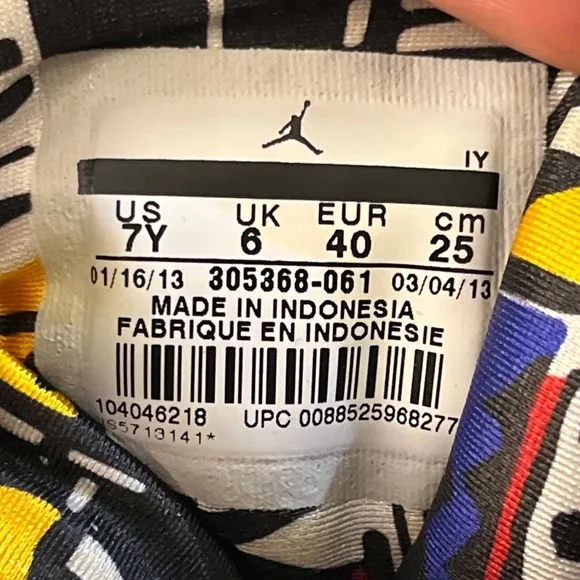 IY
US UK EUR cm
7Y 6 40 25
01/16/13 305368-061 03/04/13
MADE IN INDONESIA
FABRIQUE EN INDONESIE
104046218 UPC 0088525968277